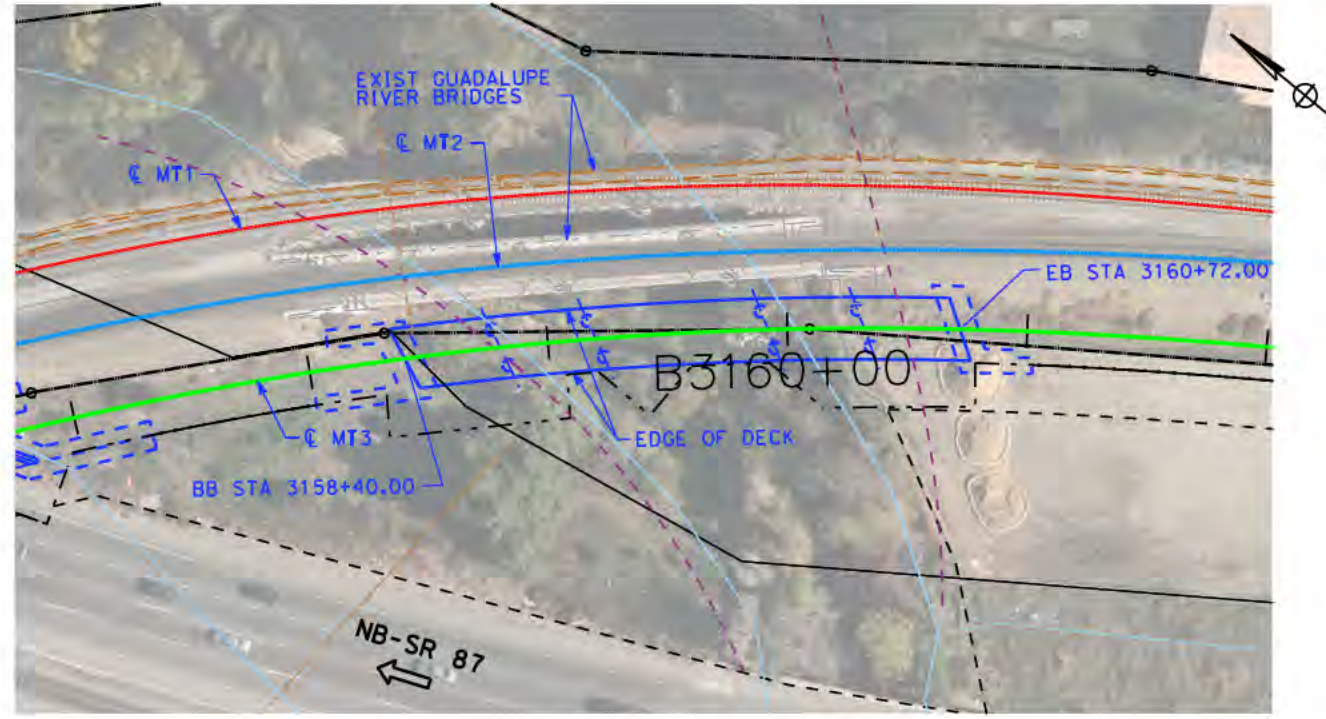 EXIST GUADALUPE
RIVER BRIDGES
℄ MT2
℄ MT1
EB STA 3160+72.00
B3160+00
EDGE OF DECK
℄ MT3
BB STA 3158+40.00
NB-SR 87